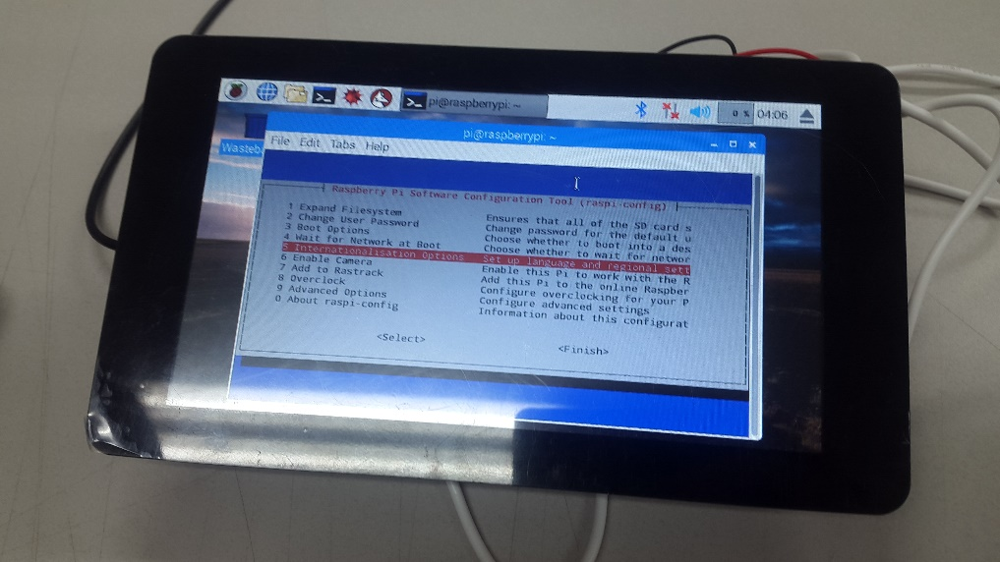 pi@raspberrypi: ~
0 %
04:06
Wasteb
pi@raspberrypi: ~
File Edit Tabs Help
Raspberry Pi Software Configuration Tool (raspi-config)
1 Expand Filesystem Ensures that all of the SD card s
2 Change User Password Change password for the default u
3 Boot Options Choose whether to boot into a des
4 Wait for Network at Boot Choose whether to wait for networ
5 Internationalisation Options Set up language and regional sett
6 Enable Camera Enable this Pi to work with the R
7 Add to Rastrack Add this Pi to the online Raspber
8 Overclock Configure overclocking for your P
9 Advanced Options Configure advanced settings
0 About raspi-config Information about this configurat
<Select> <Finish>